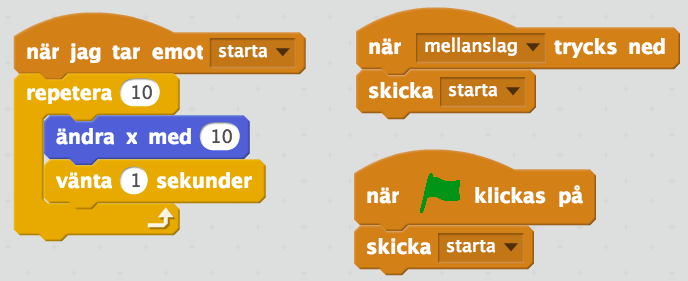 när jag tar emot starta
repetera 10
ändra x med 10
vänta 1 sekunder
när mellanslag trycks ned
skicka starta
när klickas på
skicka starta